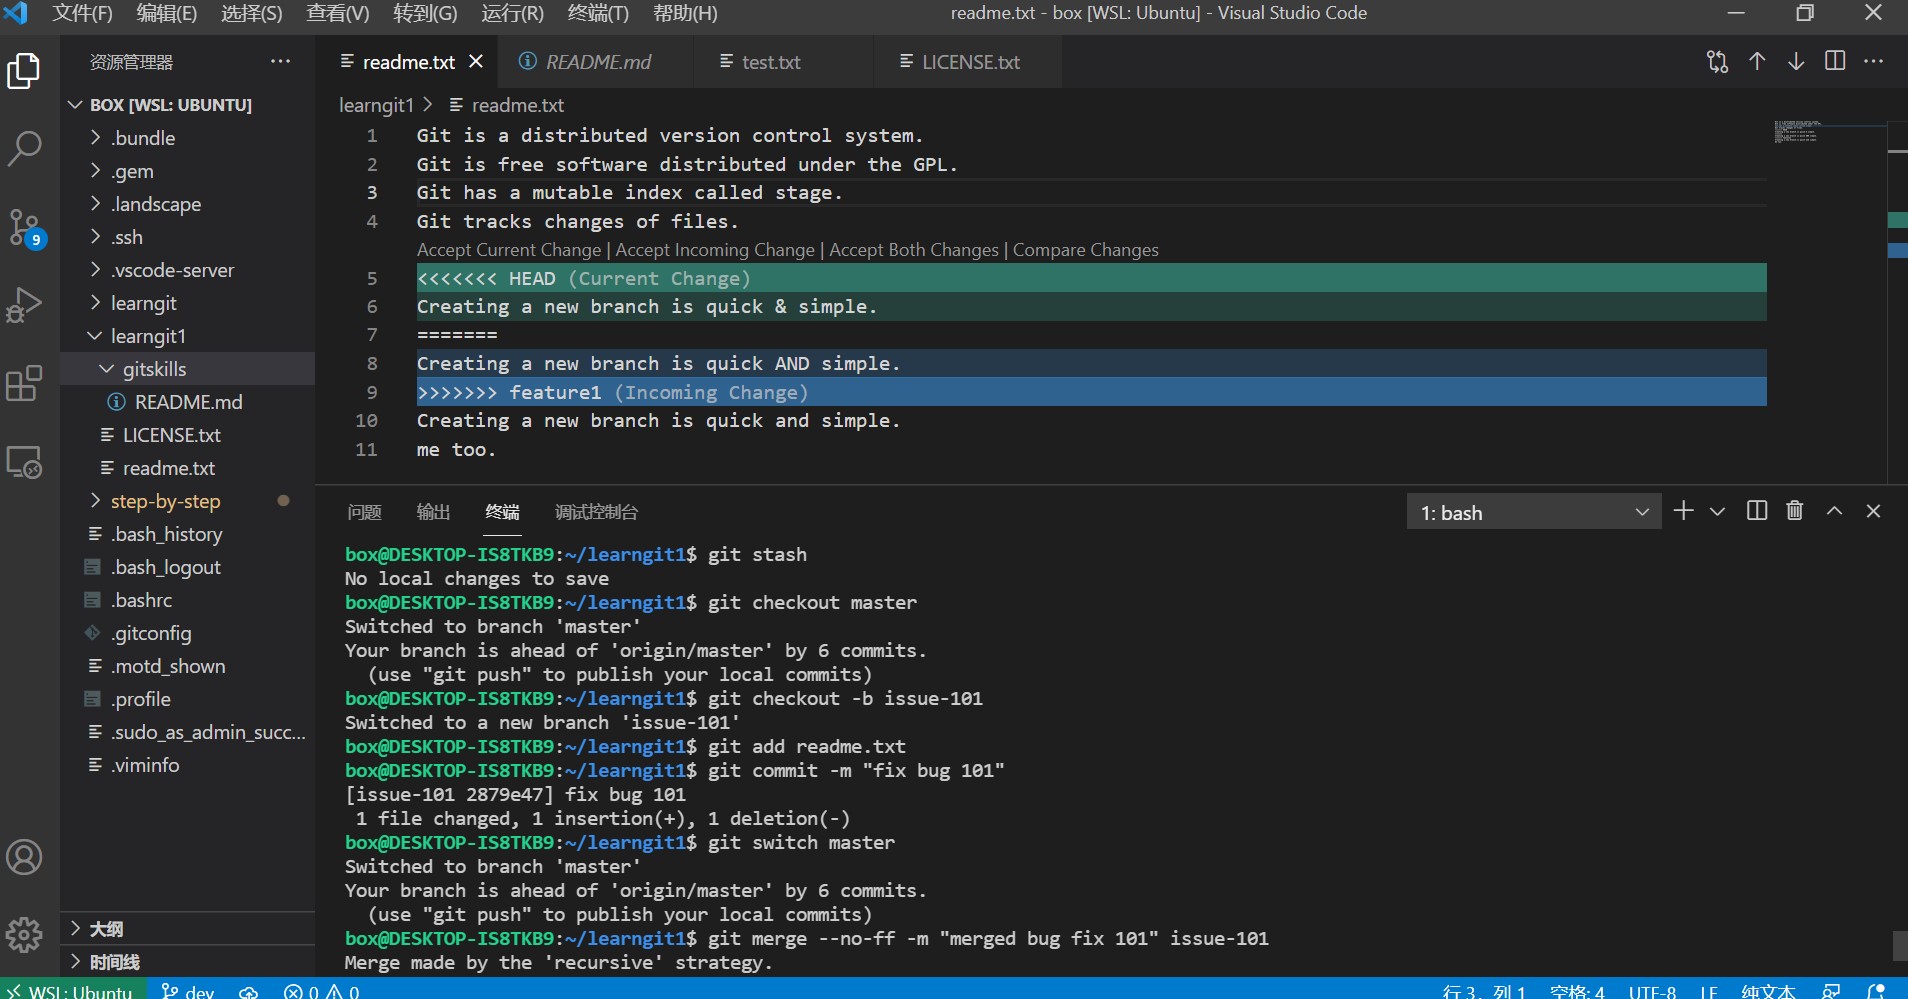 文件(F) 编辑(E) 选择(S) 查看(V) 转到(G) 运行(R) 终端(T) 帮助(H)
readme.txt - box [WSL: Ubuntu] - Visual Studio Code
资源管理器
BOX [WSL: UBUNTU]
.bundle
.gem
.landscape
.ssh
.vscode-server
learngit
learngit1
gitskills
README.md
LICENSE.txt
readme.txt
step-by-step
.bash_history
.bash_logout
.bashrc
.gitconfig
.motd_shown
.profile
.sudo_as_admin_succ...
.viminfo
大纲
时间线
9
readme.txt README.md test.txt LICENSE.txt
learngit1 > readme.txt
1 Git is a distributed version control system.
2 Git is free software distributed under the GPL.
3 Git has a mutable index called stage.
4 Git tracks changes of files.
Accept Current Change | Accept Incoming Change | Accept Both Changes | Compare Changes
5 <<<<<<< HEAD (Current Change)
6 Creating a new branch is quick & simple.
7 =======
8 Creating a new branch is quick AND simple.
9 >>>>>>> feature1 (Incoming Change)
10 Creating a new branch is quick and simple.
11 me too.
问题 输出 终端 调试控制台
1: bash
box@DESKTOP-IS8TKB9:~/learngit1$ git stash
No local changes to save
box@DESKTOP-IS8TKB9:~/learngit1$ git checkout master
Switched to branch 'master'
Your branch is ahead of 'origin/master' by 6 commits.
(use "git push" to publish your local commits)
box@DESKTOP-IS8TKB9:~/learngit1$ git checkout -b issue-101
Switched to a new branch 'issue-101'
box@DESKTOP-IS8TKB9:~/learngit1$ git add readme.txt
box@DESKTOP-IS8TKB9:~/learngit1$ git commit -m "fix bug 101"
[issue-101 2879e47] fix bug 101
1 file changed, 1 insertion(+), 1 deletion(-)
box@DESKTOP-IS8TKB9:~/learngit1$ git switch master
Switched to branch 'master'
Your branch is ahead of 'origin/master' by 6 commits.
(use "git push" to publish your local commits)
box@DESKTOP-IS8TKB9:~/learngit1$ git merge --no-ff -m "merged bug fix 101" issue-101
Merge made by the 'recursive' strategy.
WSL: Ubuntu dev 0 0 行 3，列 1 空格: 4 UTF-8 LF 纯文本